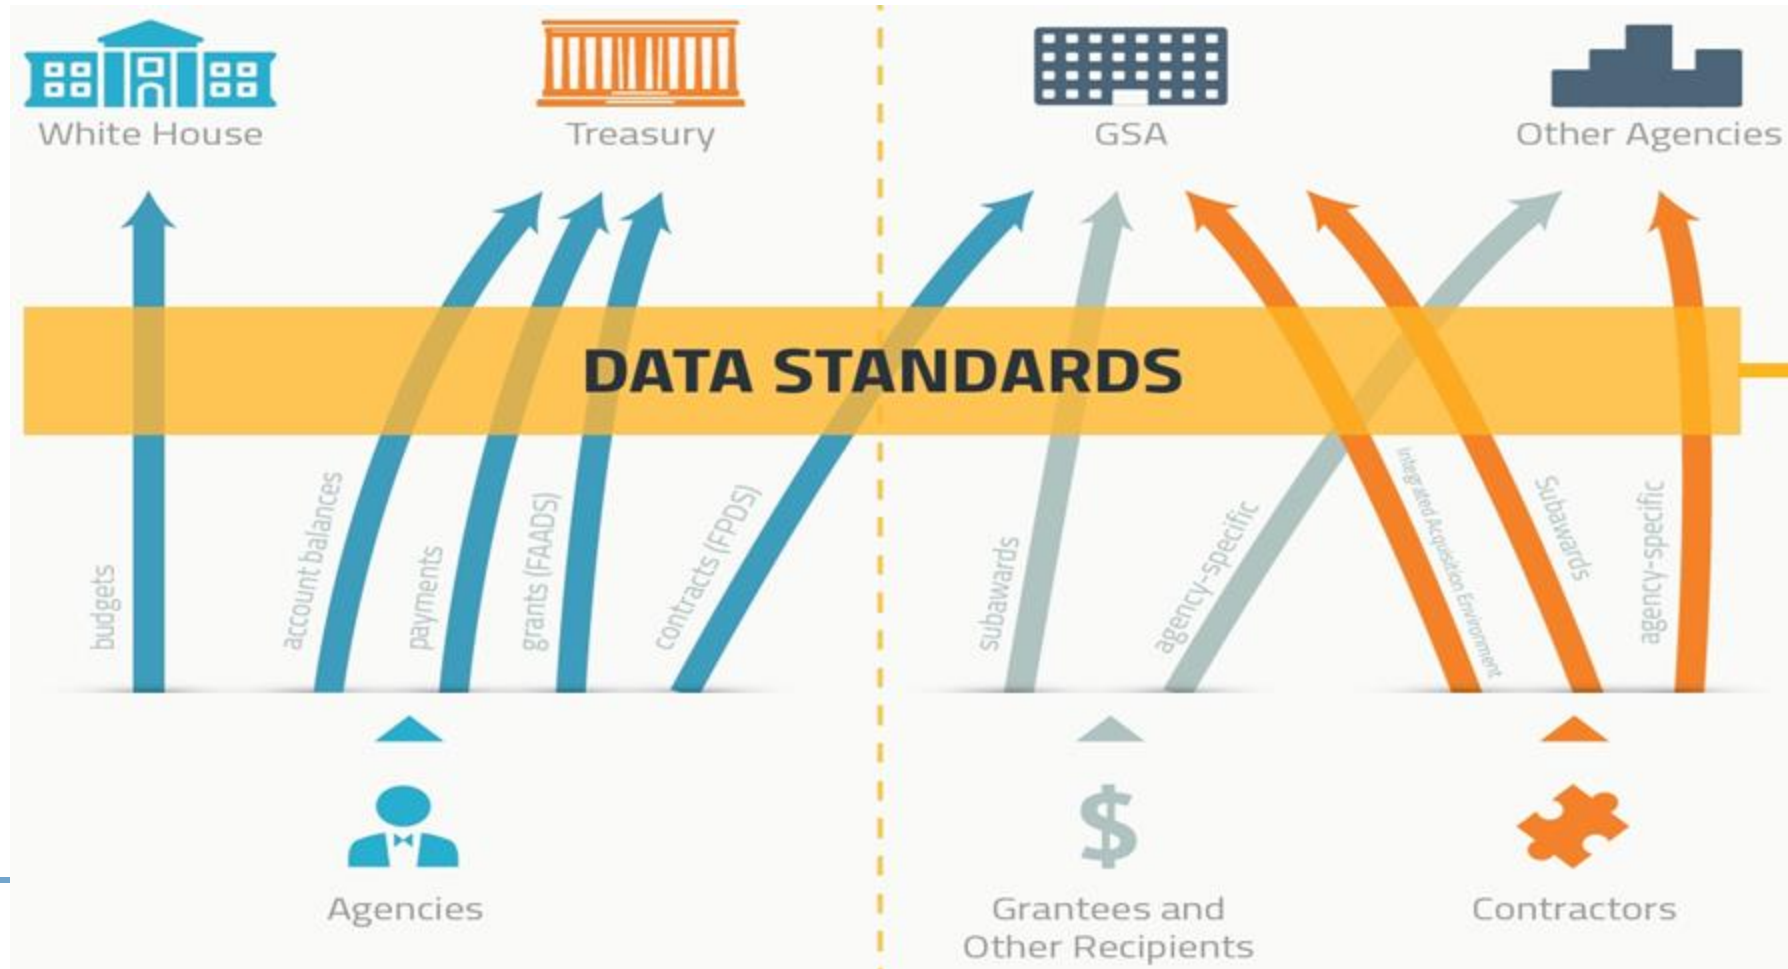 White House
Treasury
GSA
Other Agencies
DATA STANDARDS
budgets
account balances
payments
grants (FAADS)
contracts (FPDS)
subawards
agency-specific
Integrated Acquisition Environment
Subawards
agency-specific
$
Agencies
Grantees and
Other Recipients
Contractors